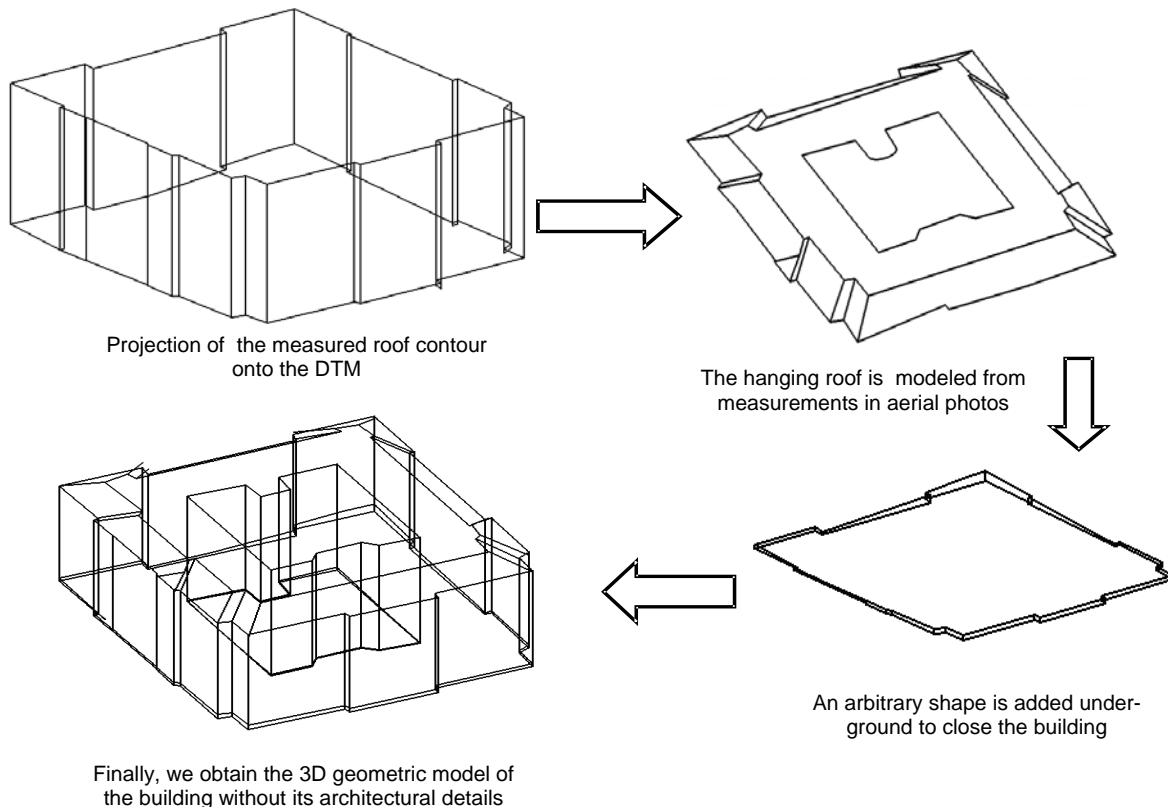 Projection of the measured roof contour
onto the DTM
The hanging roof is modeled from
measurements in aerial photos
An arbitrary shape is added under-
ground to close the building
Finally, we obtain the 3D geometric model of
the building without its architectural details